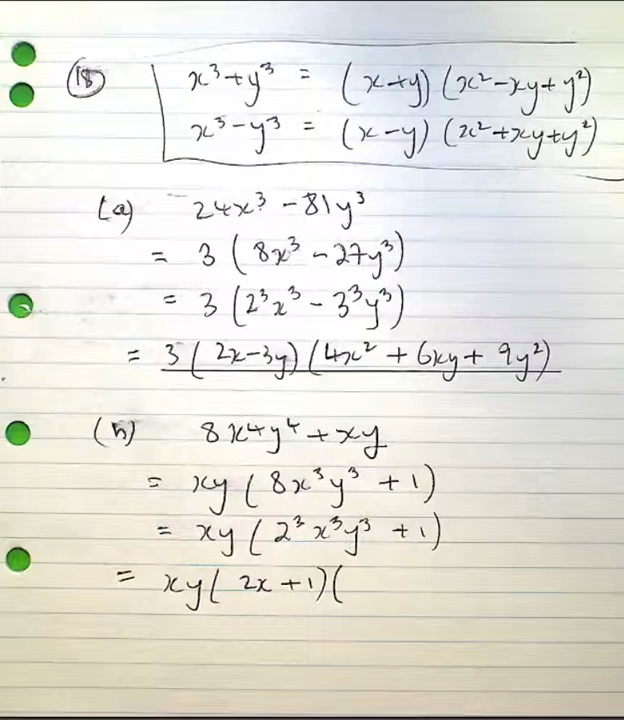 (18) x³+y³ = (x+y)(x²-xy+y²)
x³-y³ = (x-y)(x²+xy+y²)
(a) 24x³ - 81y³
= 3(8x³ - 27y³)
= 3(2³x³ - 3³y³)
= 3(2x-3y)(4x² + 6xy + 9y²)
(b) 8x⁴y⁴ + xy
= xy(8x³y³ + 1)
= xy(2³x³y³ + 1)
= xy(2x+1)(